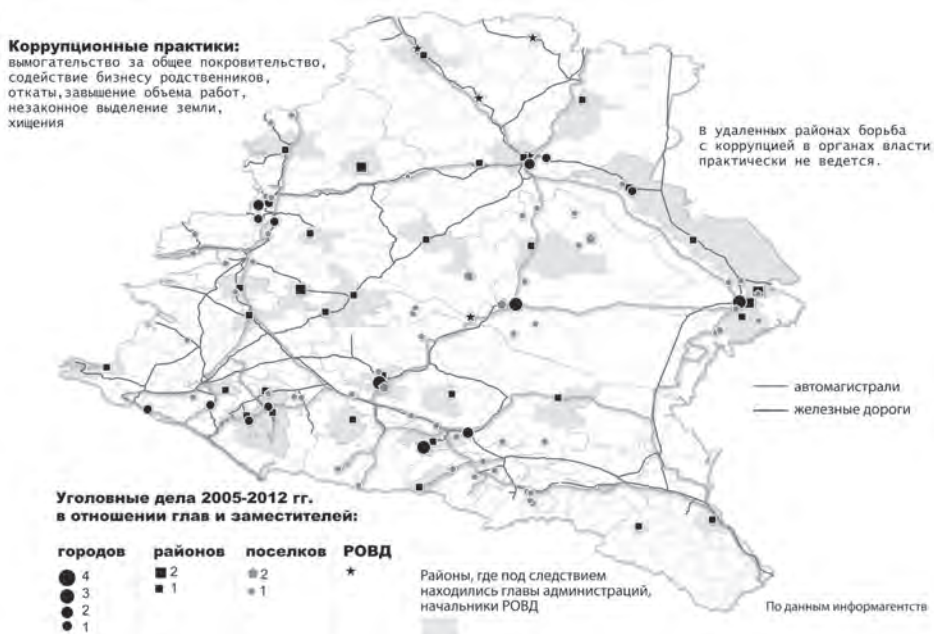 Коррупционные практики:
вымогательство за общее покровительство,
содействие бизнесу родственников,
откаты,завышение объема работ,
незаконное выделение земли,
хищения
В удаленных районах борьба
с коррупцией в органах власти
практически не ведется.
автомагистрали
железные дороги
Уголовные дела 2005-2012 гг.
в отношении глав и заместителей:
городов районов поселков РОВД
4 2 2
3 1 1
2
1
Районы, где под следствием
находились главы администраций,
начальники РОВД
По данным информагентств